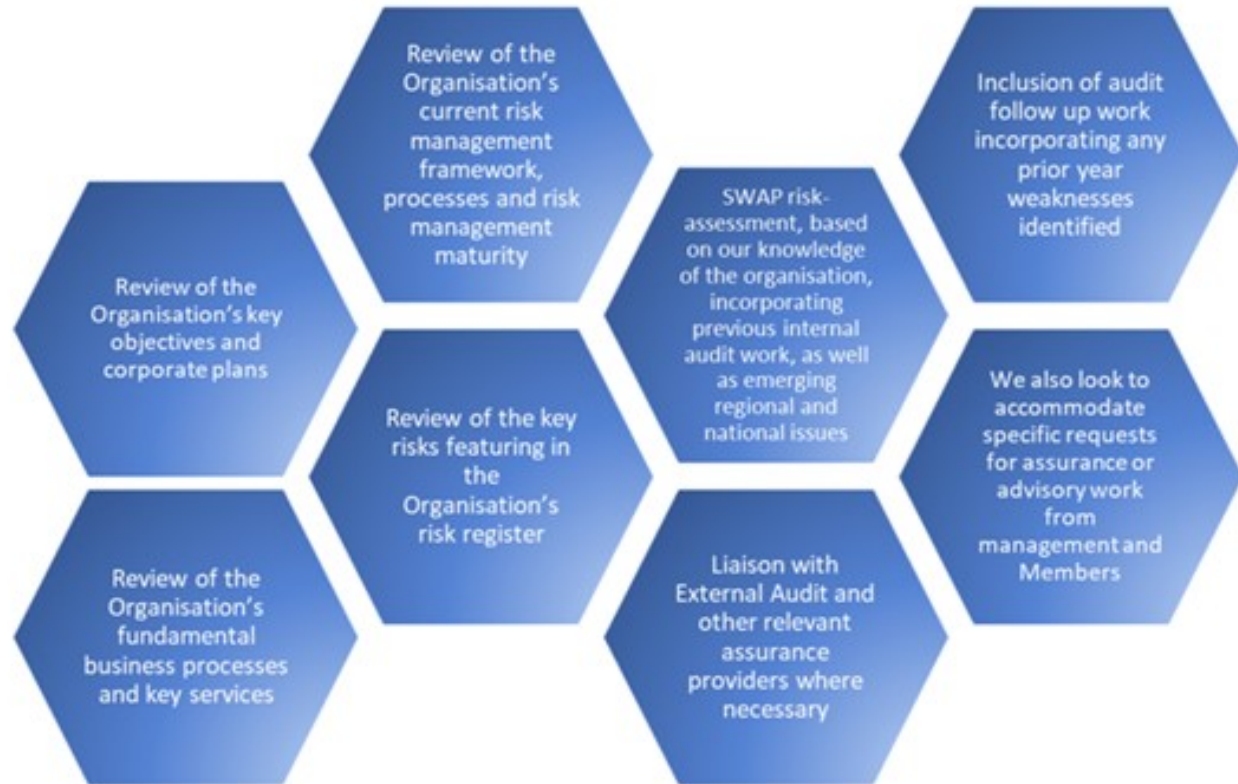 Review of the
Organisation's
current risk
management
framework,
processes and risk
management
maturity
Inclusion of audit
follow up work
incorporating any
prior year
weaknesses
identified
Review of the
Organisation's key
objectives and
corporate plans
SWAP risk-
assessment, based
on our knowledge
of the organisation,
incorporating
previous internal
audit work, as well
as emerging
regional and
national issues
Review of the key
risks featuring in
the
Organisation's
risk register
We also look to
accommodate
specific requests
for assurance or
advisory work
from
management and
Members
Review of the
Organisation's
fundamental
business processes
and key services
Liaison with
External Audit and
other relevant
assurance
providers where
necessary